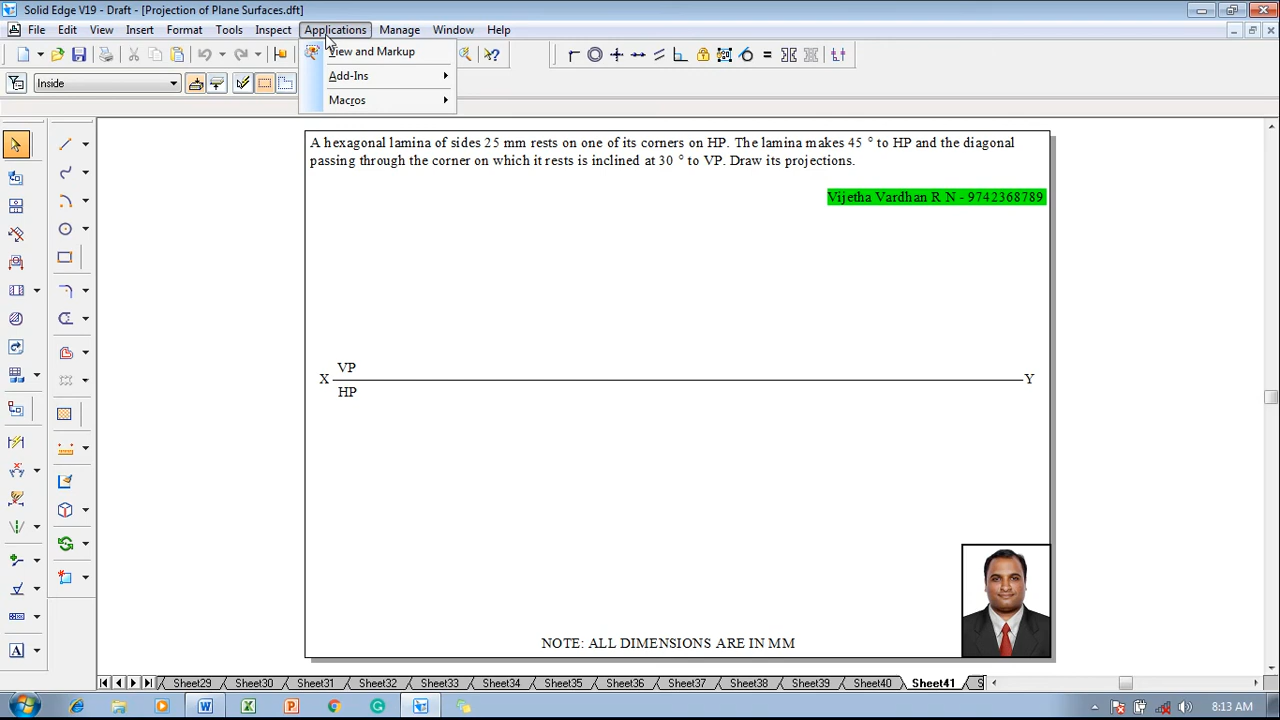 Solid Edge V19 - Draft - [Projection of Plane Surfaces.dft]
File Edit View Insert Format Tools Inspect Applications Manage Window Help
View and Markup
Add-Ins
Macros
Inside
A hexagonal lamina of sides 25 mm rests on one of its corners on HP. The lamina makes 45 ° to HP and the diagonal
passing through the corner on which it rests is inclined at 30 ° to VP. Draw its projections.
Vijetha Vardhan R N - 9742368789
VP
X Y
HP
NOTE: ALL DIMENSIONS ARE IN MM
Sheet29 Sheet30 Sheet31 Sheet32 Sheet33 Sheet34 Sheet35 Sheet36 Sheet37 Sheet38 Sheet39 Sheet40 Sheet41 S
8:13 AM